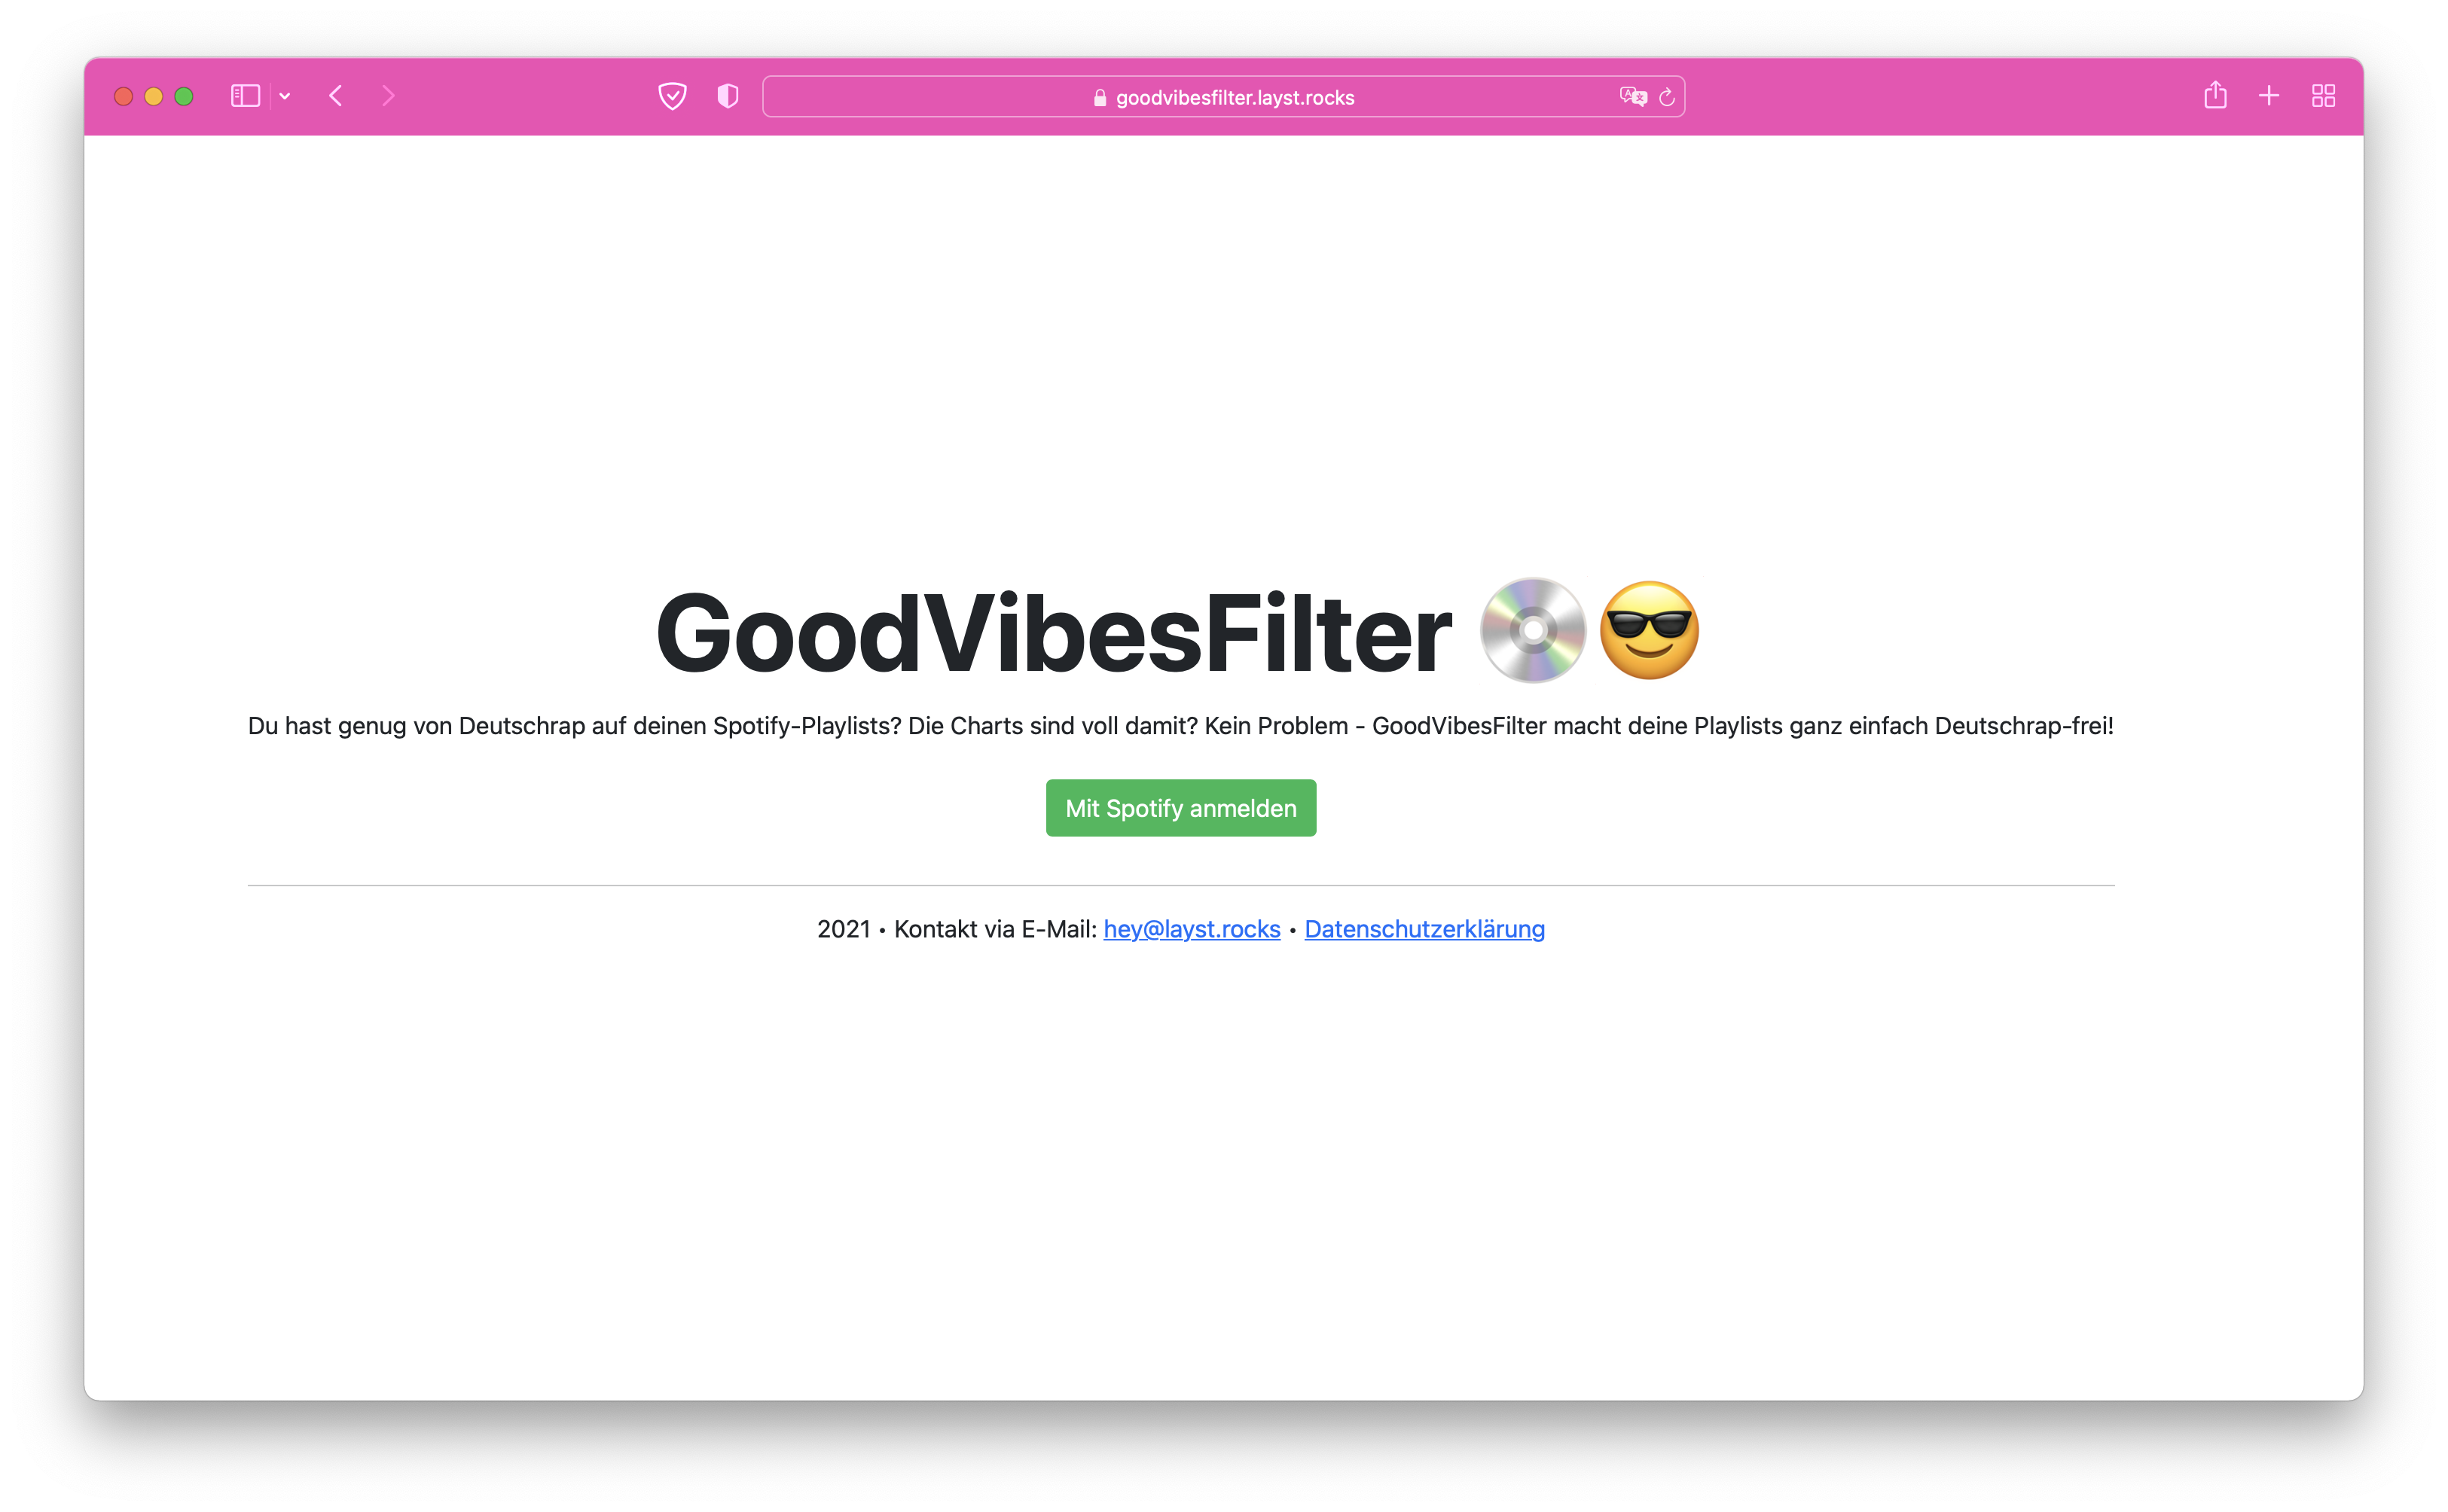 goodvibesfilter.layst.rocks
GoodVibesFilter 💿😎
Du hast genug von Deutschrap auf deinen Spotify-Playlists? Die Charts sind voll damit? Kein Problem - GoodVibesFilter macht deine Playlists ganz einfach Deutschrap-frei!
Mit Spotify anmelden
2021 • Kontakt via E-Mail: hey@layst.rocks • Datenschutzerklärung